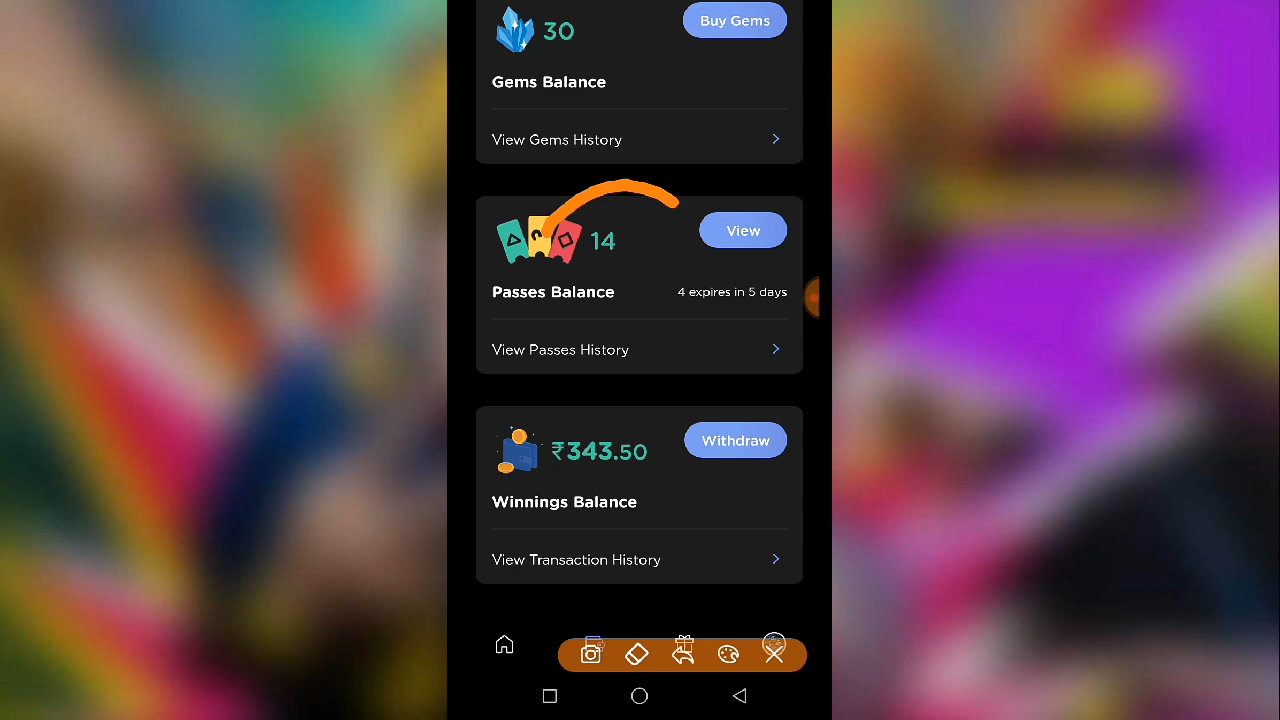 30
Buy Gems
Gems Balance
View Gems History
14
View
Passes Balance
4 expires in 5 days
View Passes History
₹343.50
Withdraw
Winnings Balance
View Transaction History